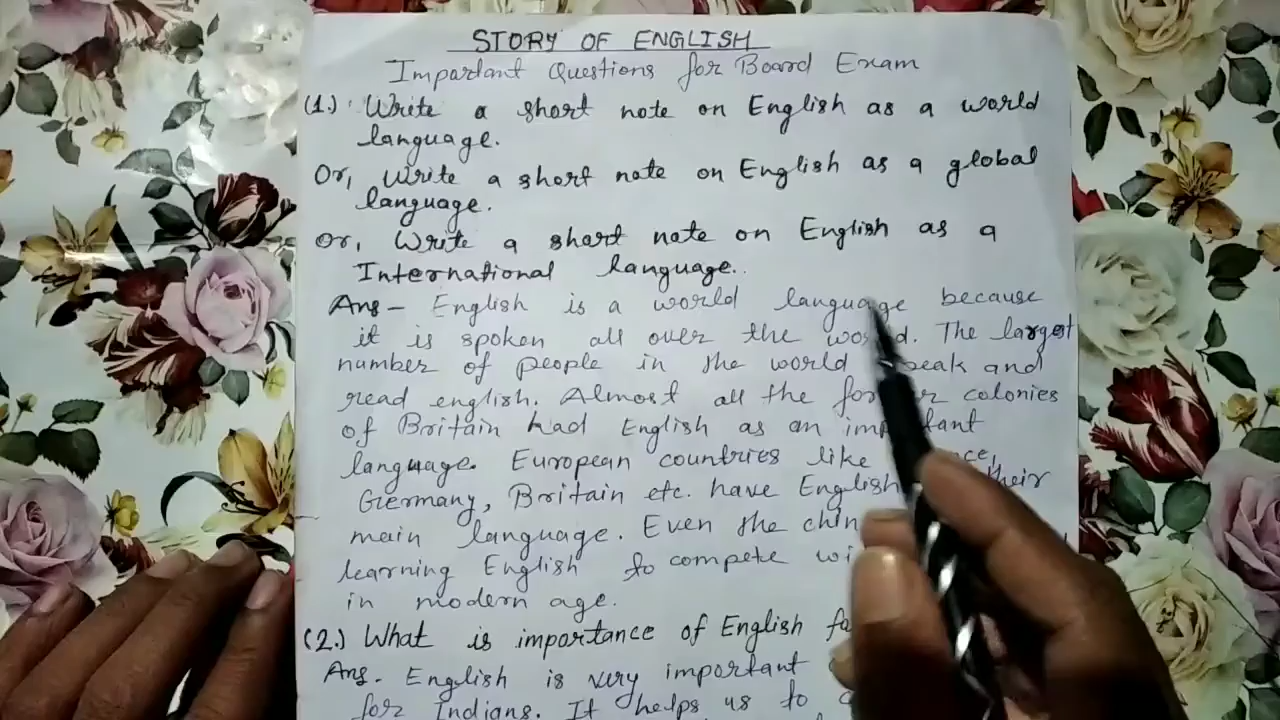 STORY OF ENGLISH
Important Questions for Board Exam
(1.) Write a short note on English as a world
language.
Or, Write a short note on English as a global
language.
Or, Write a short note on English as a
International language.
Ans - English is a world language because
it is spoken all over the world. The largest
number of people in the world speak and
read english. Almost all the former colonies
of Britain had English as an important
language. European countries like
Germany, Britain etc. have English their
main language. Even the
learning English to compete
in modern age.
(2.) What is importance of English
Ans. English is very important
for Indians. It helps us to